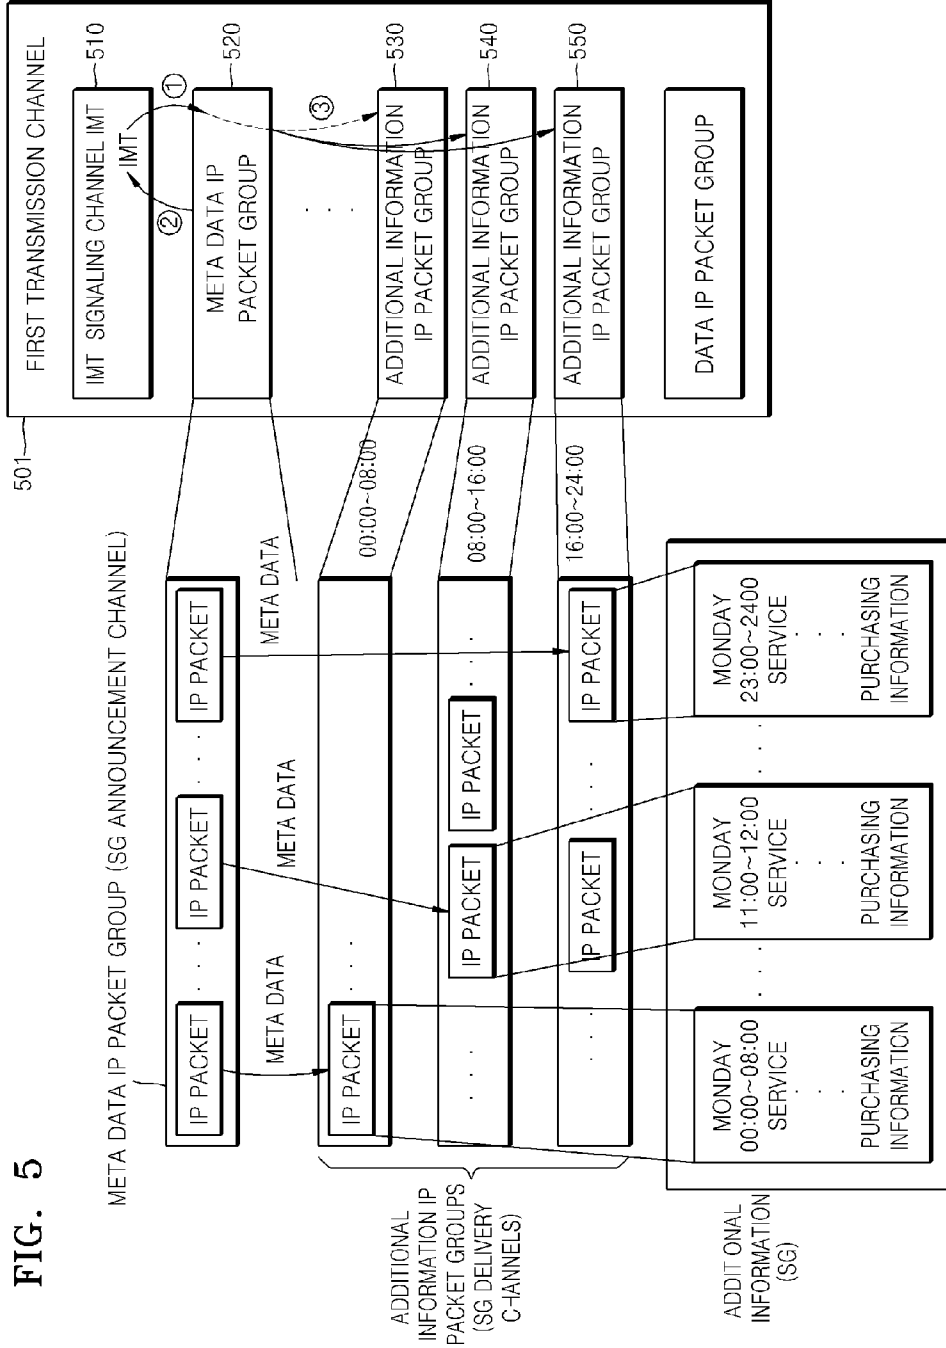 FIG. 5
META DATA IP PACKET GROUP (SG ANNOUNCEMENT CHANNEL)
IP PACKET
IP PACKET
IP PACKET
META DATA
META DATA
META DATA
ADDITIONAL
INFORMATION IP
PACKET GROUPS
(SG DELIVERY
CHANNELS)
IP PACKET
IP PACKET
IP PACKET
IP PACKET
IP PACKET
00:00~08:00
08:00~16:00
16:00~24:00
ADDIT ONAL
INFORMATION
(SG)
MONDAY
00:00~08:00
SERVICE
PURCHASING
INFORMATION
MONDAY
11:00~12:00
SERVICE
PURCHASING
INFORMATION
MONDAY
23:00~2400
SERVICE
PURCHASING
INFORMATION
501
FIRST TRANSMISSION CHANNEL
510
IMT SIGNALING CHANNEL IMT
IMT
①
②
③
520
META DATA IP
PACKET GROUP
530
ADDITIONAL INFORMATION
IP PACKET GROUP
540
ADDITIONAL INFORMATION
IP PACKET GROUP
550
ADDITIONAL INFORMATION
IP PACKET GROUP
DATA IP PACKET GROUP